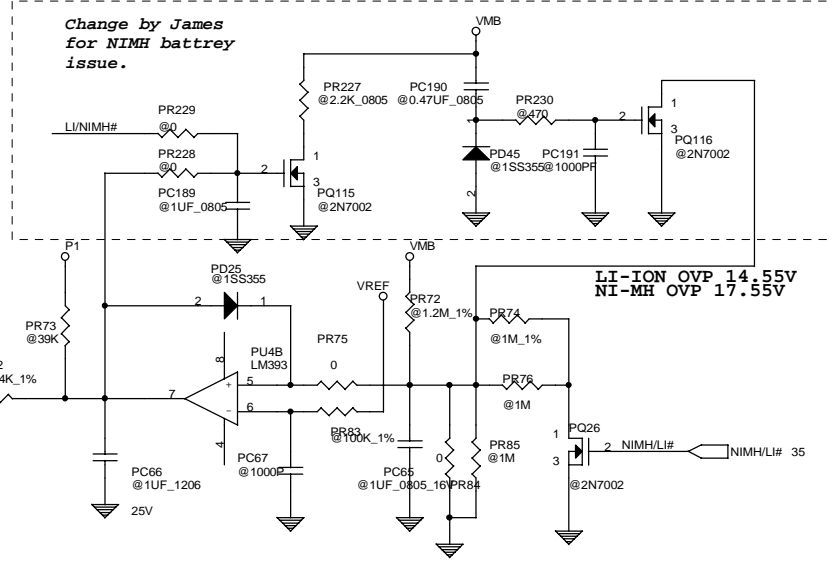 Change by James
for NIMH battrey
issue.
VMB
PR227
@2.2K_0805
PC190
@0.47UF_0805
PR230
@470
1
2
3
PQ116
@2N7002
PR229
@0
LI/NIMH#
PR228
@0
PC189
@1UF_0805
2
1
3
PQ115
@2N7002
1
PD45
@1SS355
2
PC191
@1000PF
P1
PR73
@39K
4K_1%
PD25
@1SS355
2
1
VREF
VMB
PR72
@1.2M_1%
LI-ION OVP 14.55V
NI-MH OVP 17.55V
PR74
@1M_1%
PR75
0
PU4B
LM393
8
5
+
7
6
-
4
PR76
@1M
PR83
@100K_1%
PC67
@1000P
PC66
@1UF_1206
25V
PC65
@1UF_0805_16V
0
PR84
PR85
@1M
PQ26
1
2
3
@2N7002
NIMH/LI#
NIMH/LI# 35